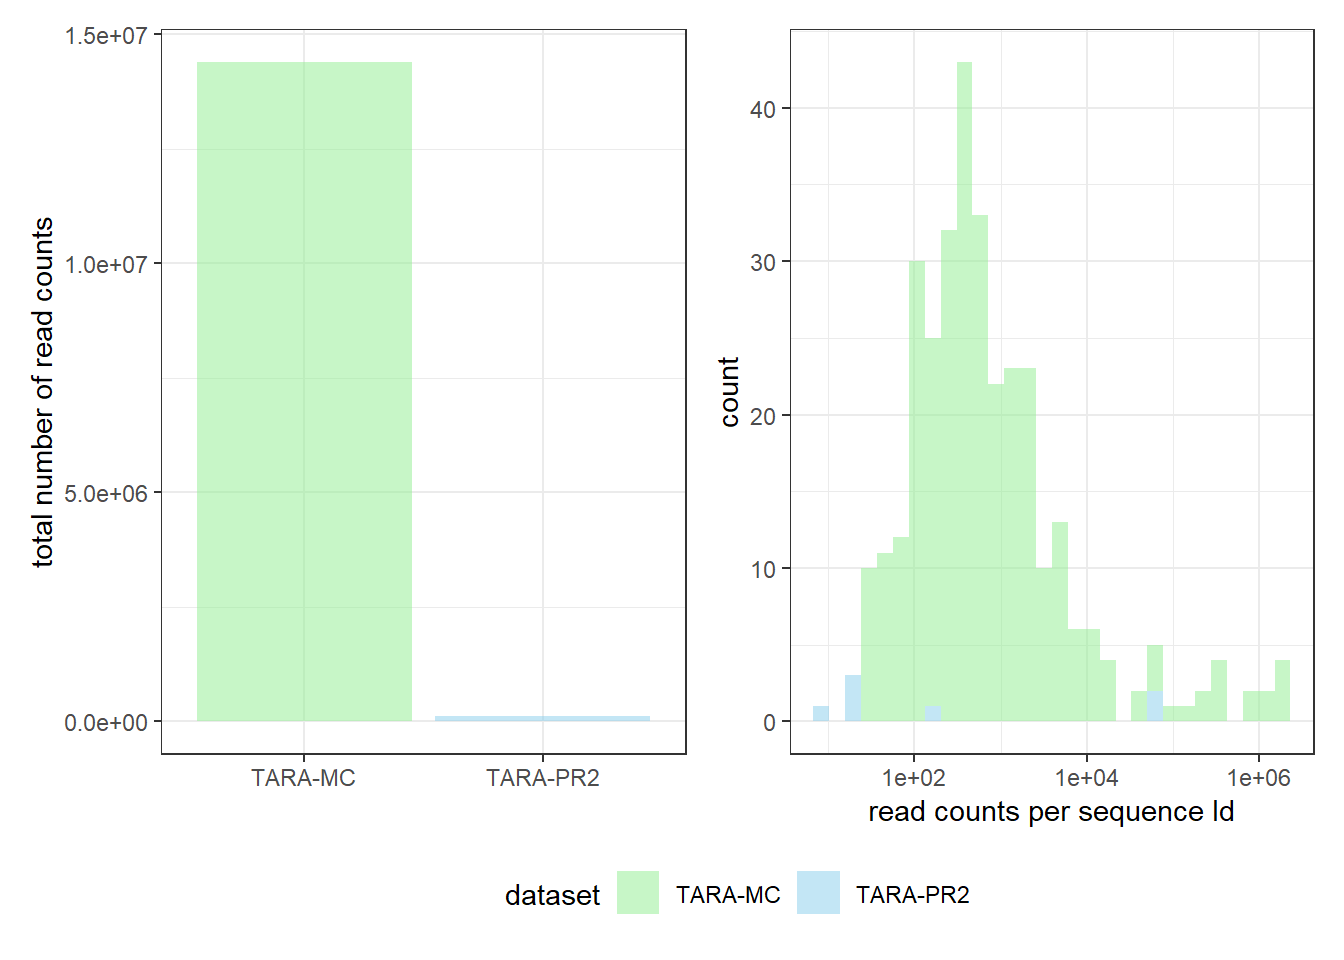 total number of read counts
1.5e+07
1.0e+07
5.0e+06
0.0e+00
TARA-MC
TARA-PR2
count
40
30
20
10
0
1e+02
1e+04
1e+06
read counts per sequence Id
dataset
TARA-MC
TARA-PR2